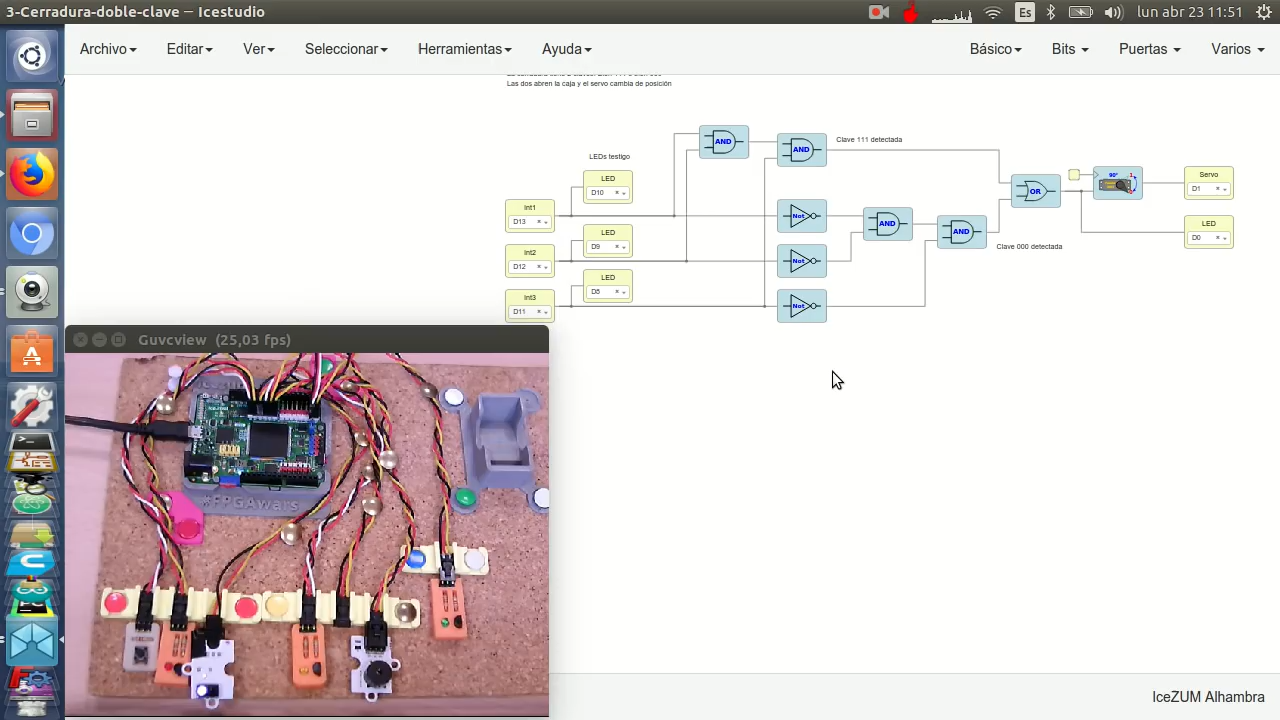 3-Cerradura-doble-clave — Icestudio
Es
lun abr 23 11:51
Archivo
Editar
Ver
Seleccionar
Herramientas
Ayuda
Básico
Bits
Puertas
Varios
Las dos abren la caja y el servo cambia de posición
LEDs testigo
LED
D10
Int1
D13
LED
D9
Int2
D12
LED
D8
Int3
D11
AND
AND
Clave 111 detectada
Not
Not
Not
AND
AND
Clave 000 detectada
OR
90°
Servo
D1
LED
D0
Guvcview (25,03 fps)
#FPGAwars
IceZUM Alhambra